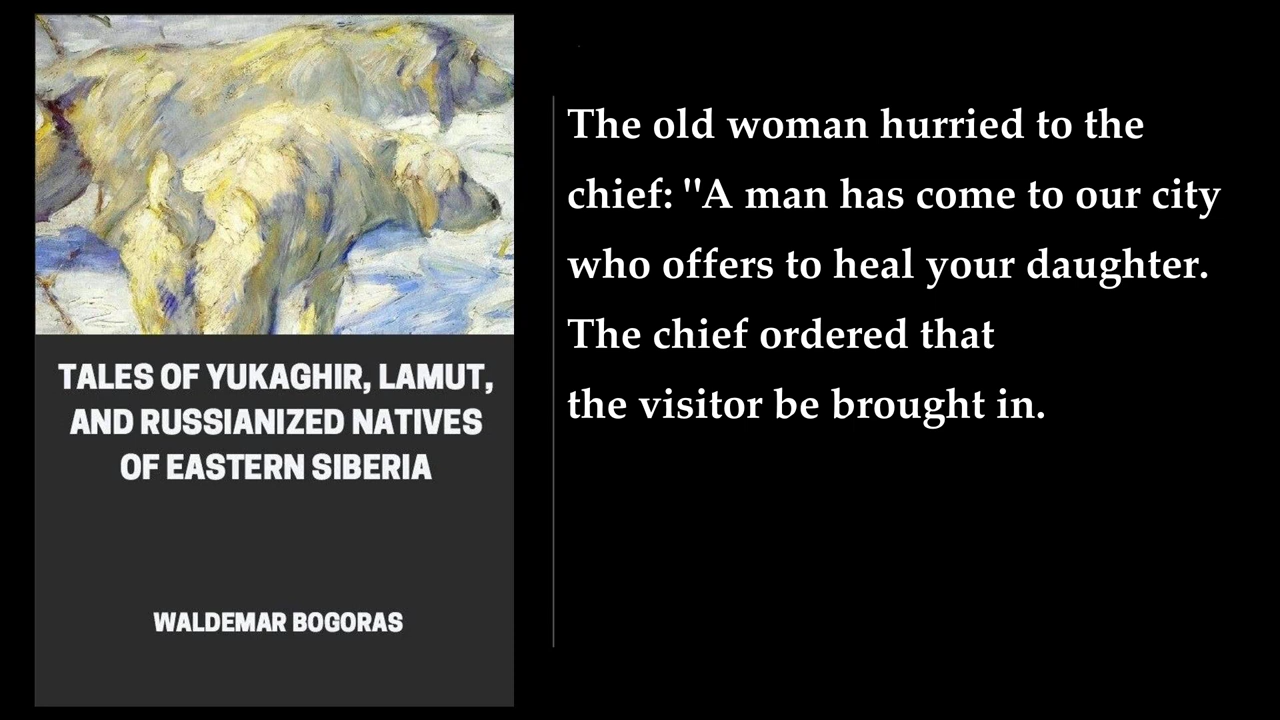 TALES OF YUKAGHIR, LAMUT,
AND RUSSIANIZED NATIVES
OF EASTERN SIBERIA
WALDEMAR BOGORAS
The old woman hurried to the
chief: "A man has come to our city
who offers to heal your daughter.
The chief ordered that
the visitor be brought in.